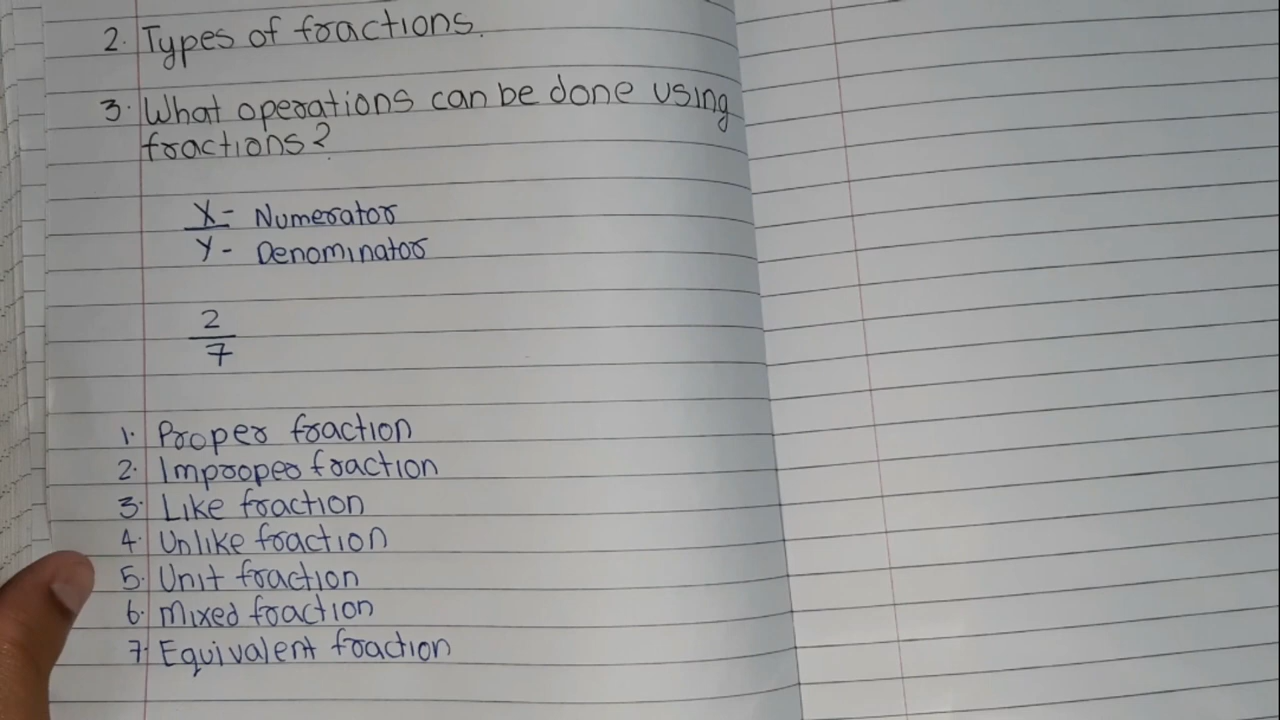 2. Types of fractions.
3. What operations can be done using
fractions?
X - Numerator
Y - Denominator
2
7
1. Proper fraction
2. Improper fraction
3. Like fraction
4. Unlike fraction
5. Unit fraction
6. Mixed fraction
7. Equivalent fraction